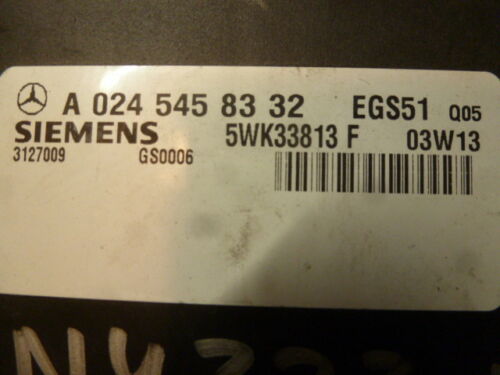 A 024 545 83 32 EGS51 Q05
SIEMENS 5WK33813 F 03W13
3127009 GS0006